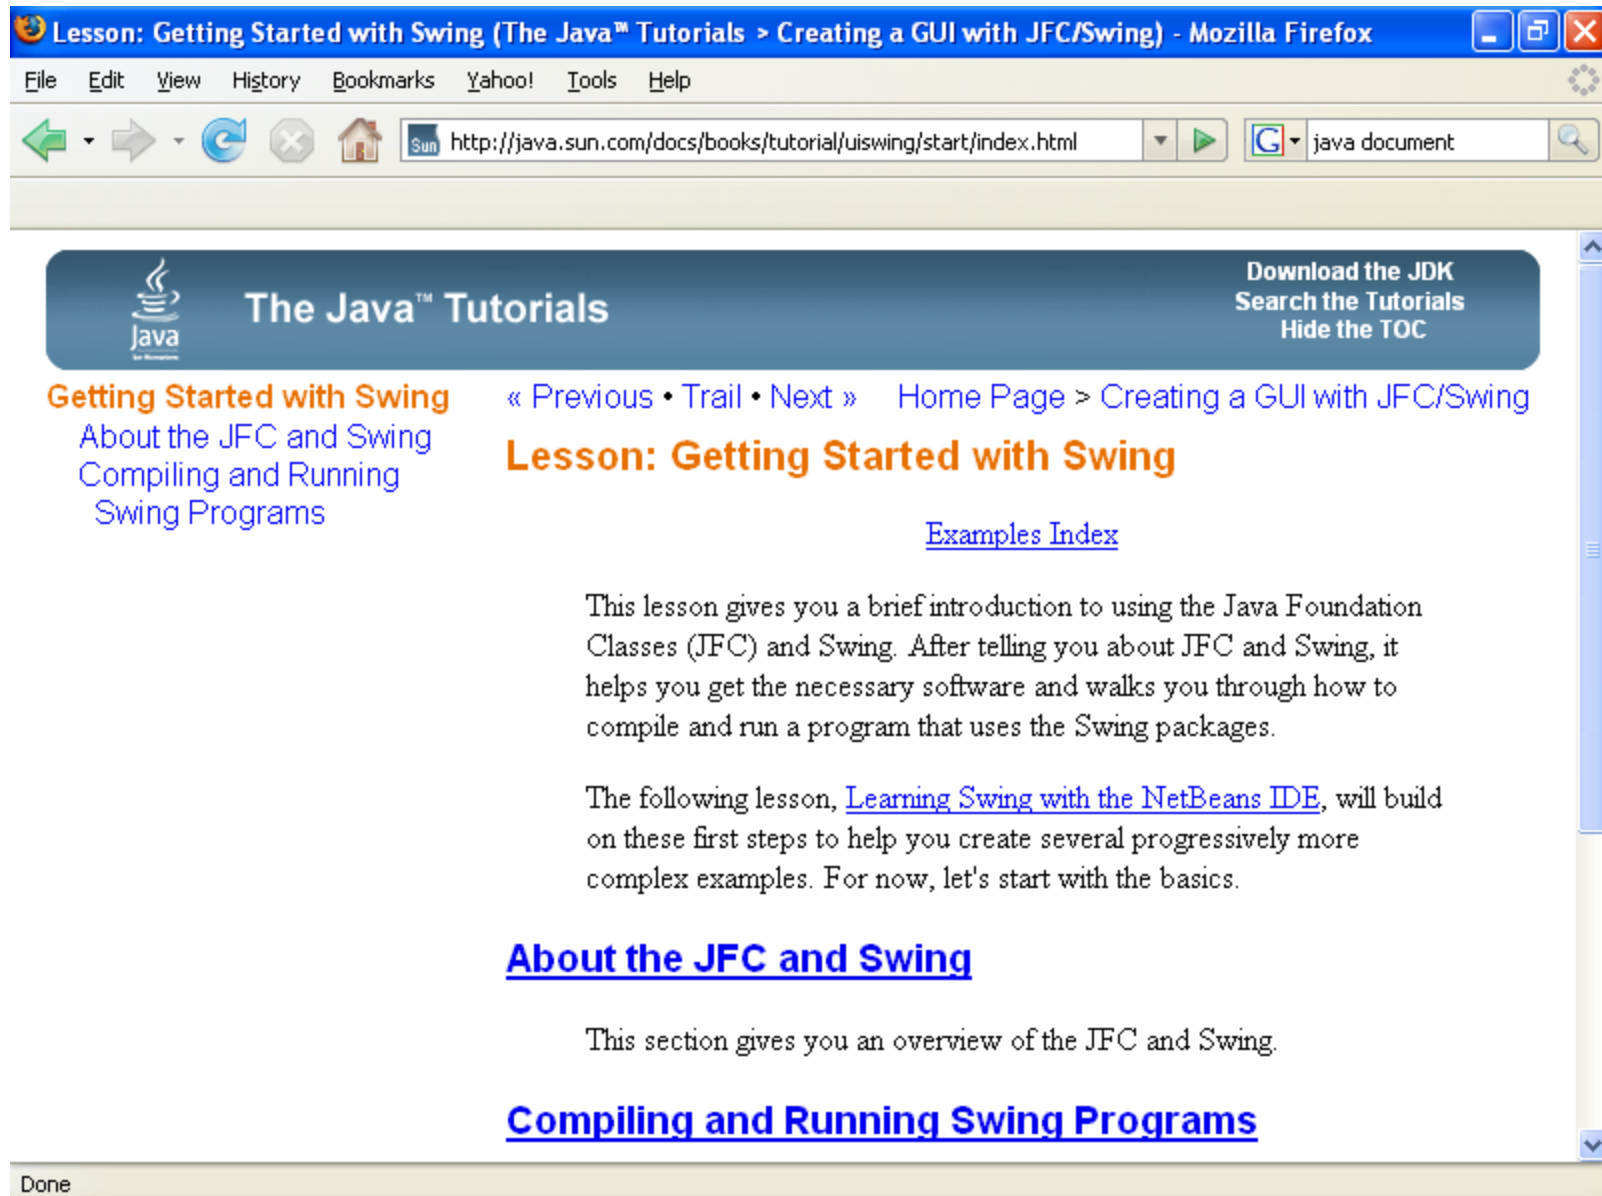 Lesson: Getting Started with Swing (The Java™ Tutorials > Creating a GUI with JFC/Swing) - Mozilla Firefox
File Edit View History Bookmarks Yahoo! Tools Help
Sun http://java.sun.com/docs/books/tutorial/uiswing/start/index.html G java document
Java
The Java™ Tutorials
Download the JDK
Search the Tutorials
Hide the TOC
Getting Started with Swing
About the JFC and Swing
Compiling and Running
Swing Programs
« Previous • Trail • Next » Home Page > Creating a GUI with JFC/Swing
Lesson: Getting Started with Swing
Examples Index
This lesson gives you a brief introduction to using the Java Foundation
Classes (JFC) and Swing. After telling you about JFC and Swing, it
helps you get the necessary software and walks you through how to
compile and run a program that uses the Swing packages.
The following lesson, Learning Swing with the NetBeans IDE, will build
on these first steps to help you create several progressively more
complex examples. For now, let's start with the basics.
About the JFC and Swing
This section gives you an overview of the JFC and Swing.
Compiling and Running Swing Programs
Done